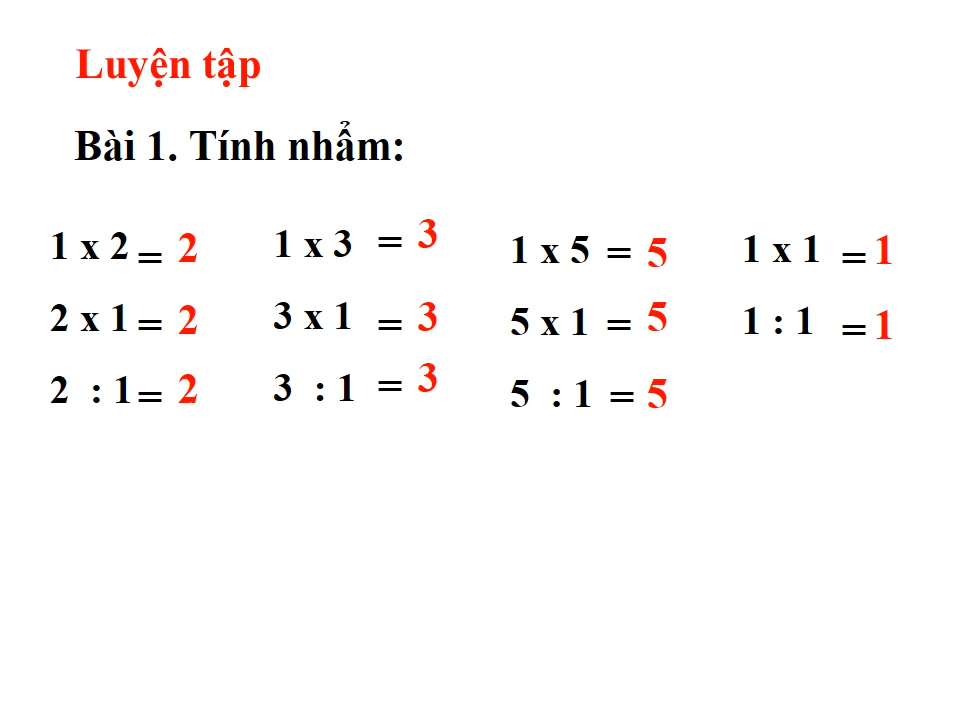 Luyện tập
Bài 1. Tính nhẩm:
1 x 2 = 2 1 x 3 = 3 1 x 5 = 5 1 x 1 = 1
2 x 1 = 2 3 x 1 = 3 5 x 1 = 5 1 : 1 = 1
2 : 1 = 2 3 : 1 = 3 5 : 1 = 5